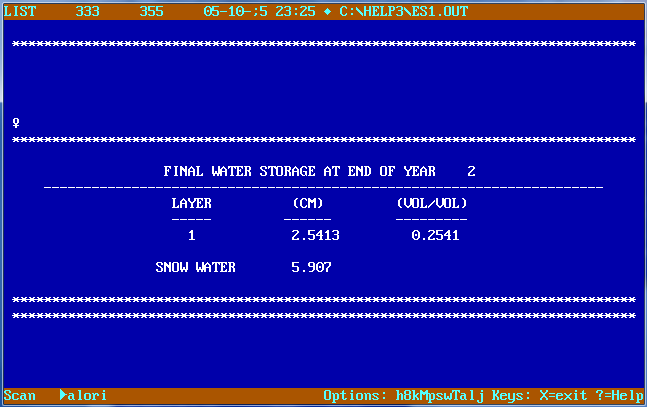 LIST 333 355 05-10-;5 23:25 ♦ C:\HELP3\ES1.OUT
******************************************************************************
♀
******************************************************************************
FINAL WATER STORAGE AT END OF YEAR 2
----------------------------------------------------------------------
LAYER (CM) (VOL/VOL)
----- ------ ---------
1 2.5413 0.2541
SNOW WATER 5.907
******************************************************************************
******************************************************************************
Scan ►alori Options: h8kMpswTalj Keys: X=exit ?=Help